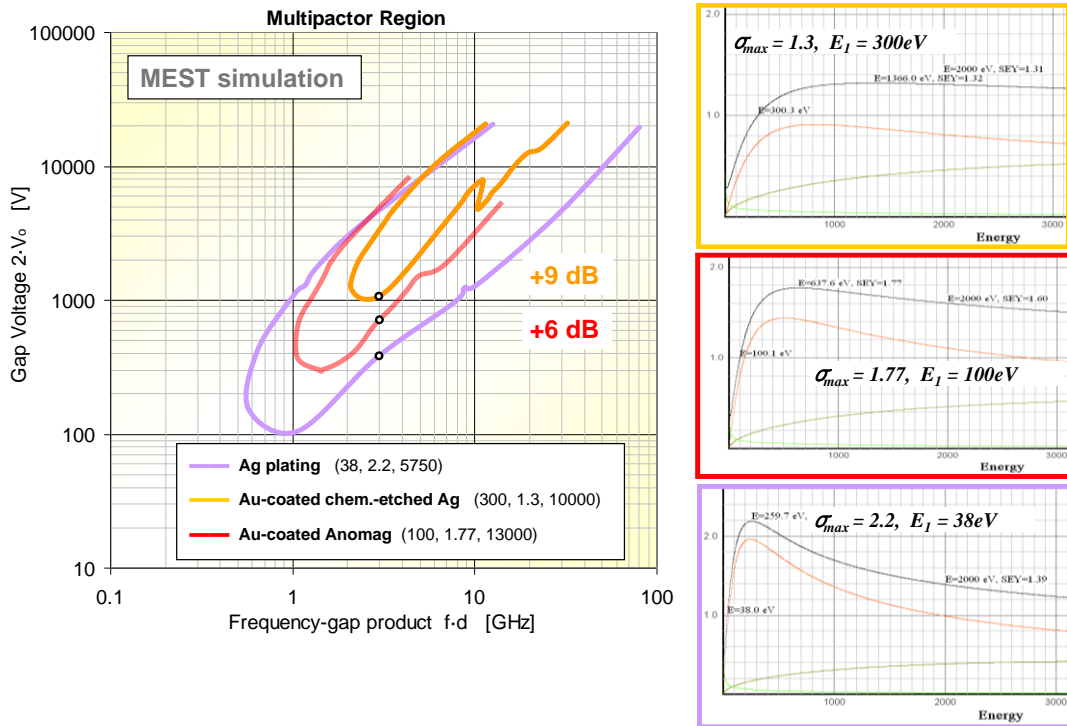 Multipactor Region
MEST simulation
100000
10000
1000
100
10
0.1
1
10
100
Gap Voltage 2·Vₒ [V]
Frequency-gap product f·d [GHz]
+9 dB
+6 dB
Ag plating (38, 2.2, 5750)
Au-coated chem.-etched Ag (300, 1.3, 10000)
Au-coated Anomag (100, 1.77, 13000)
2.0
σmax = 1.3, E1 = 300eV
E=2000 eV, SEY=1.31
E=1366.0 eV, SEY=1.32
1.0
E=300.3 eV
1000
2000
3000
Energy
2.0
E=637.6 eV, SEY=1.77
E=2000 eV, SEY=1.60
1.0
E=100.1 eV
σmax = 1.77, E1 = 100eV
1000
2000
3000
Energy
E=259.7 eV,
σmax = 2.2, E1 = 38eV
2.0
E=2000 eV, SEY=1.39
1.0
E=38.0 eV
1000
2000
3000
Energy